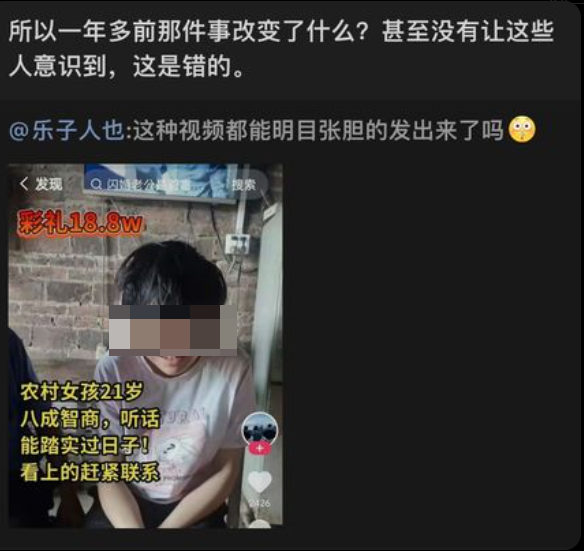 所以一年多前那件事改变了什么？甚至没有让这些
人意识到，这是错的。
@乐子人也:这种视频都能明目张胆的发出来了吗
发现
搜索
彩礼18.8w
农村女孩21岁
八成智商，听话
能踏实过日子！
看上的赶紧联系
2426